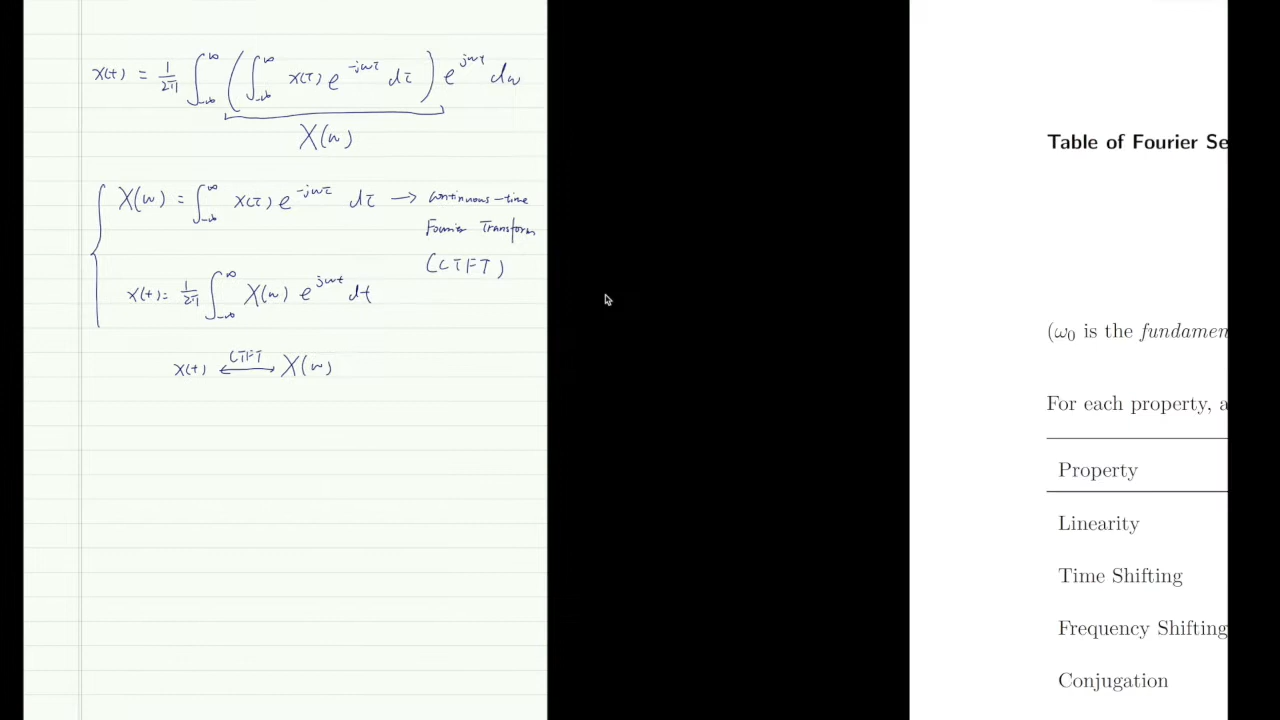 x(t) = 1/2π ∫_{-∞}^{∞} ( ∫_{-∞}^{∞} x(τ) e^{-jωτ} dτ ) e^{jωt} dω
X(ω)
X(ω) = ∫_{-∞}^{∞} x(τ) e^{-jωτ} dτ → continuous-time
Fourier Transform
(CTFT)
x(t) = 1/2π ∫_{-∞}^{∞} X(ω) e^{jωt} dt
x(t) ⟷^{CTFT} X(ω)
Table of Fourier Se
(ω₀ is the fundamen
For each property, a
Property
Linearity
Time Shifting
Frequency Shifting
Conjugation